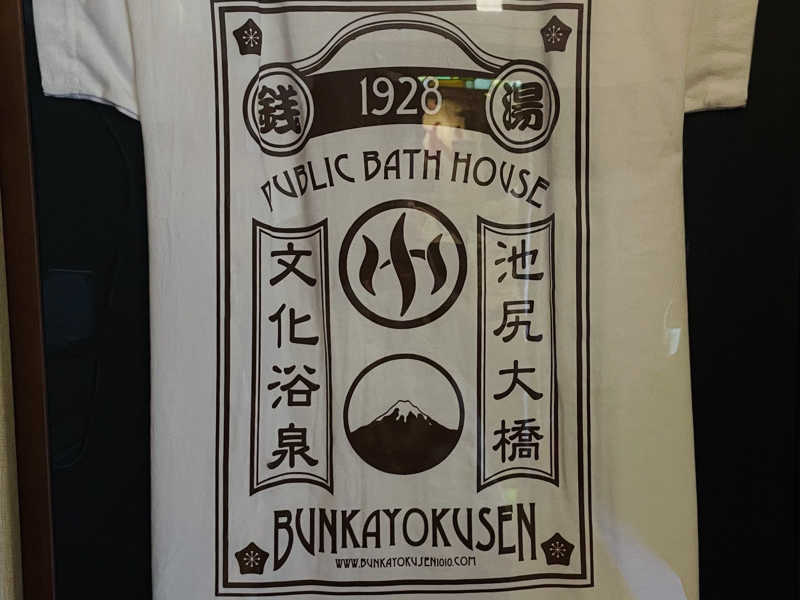 銭 1928 湯
PUBLIC BATH HOUSE
文化浴泉
池尻大橋
BUNKAYOKUSEN
WWW.BUNKAYOKUSEN1010.COM